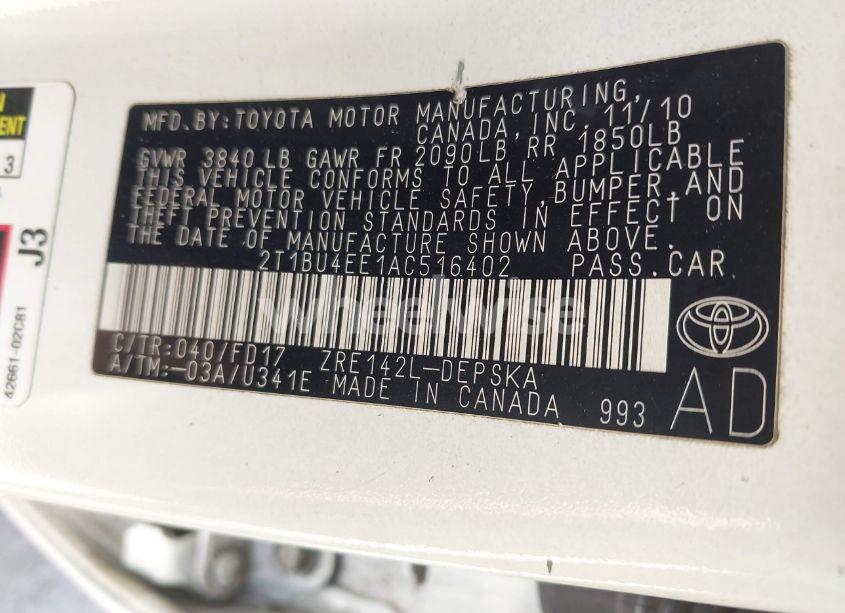 MFD.BY:TOYOTA MOTOR MANUFACTURING,
CANADA, INC. 11/10
GVWR 3840 LB GAWR FR 2090LB RR 1850LB
THIS VEHICLE CONFORMS TO ALL APPLICABLE
FEDERAL MOTOR VEHICLE SAFETY, BUMPER, AND
THEFT PREVENTION STANDARDS IN EFFECT ON
THE DATE OF MANUFACTURE SHOWN ABOVE.
2T1BU4EE1AC516402 PASS.CAR
wheelwise
C/TR:040/FD17 ZRE142L-DEPSKA
A/TM:-03A/U341E MADE IN CANADA 993
AD
3
J3
42661-02C81